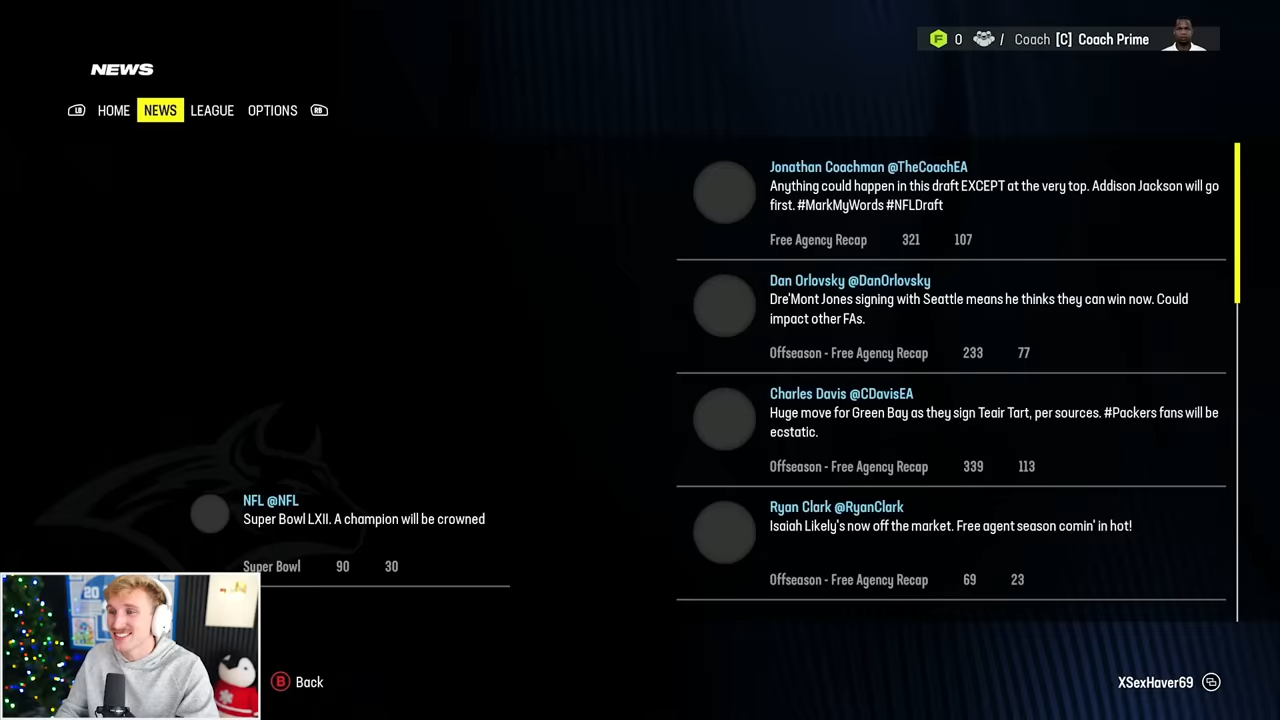 0 / Coach [C] Coach Prime
NEWS
LB HOME NEWS LEAGUE OPTIONS RB
Jonathan Coachman @TheCoachEA
Anything could happen in this draft EXCEPT at the very top. Addison Jackson will go
first. #MarkMyWords #NFLDraft
Free Agency Recap 321 107
Dan Orlovsky @DanOrlovsky
Dre'Mont Jones signing with Seattle means he thinks they can win now. Could
impact other FAs.
Offseason - Free Agency Recap 233 77
Charles Davis @CDavisEA
Huge move for Green Bay as they sign Teair Tart, per sources. #Packers fans will be
ecstatic.
Offseason - Free Agency Recap 339 113
Ryan Clark @RyanClark
Isaiah Likely's now off the market. Free agent season comin' in hot!
Offseason - Free Agency Recap 69 23
NFL @NFL
Super Bowl LXII. A champion will be crowned
Super Bowl 90 30
20
B Back
XSexHaver69